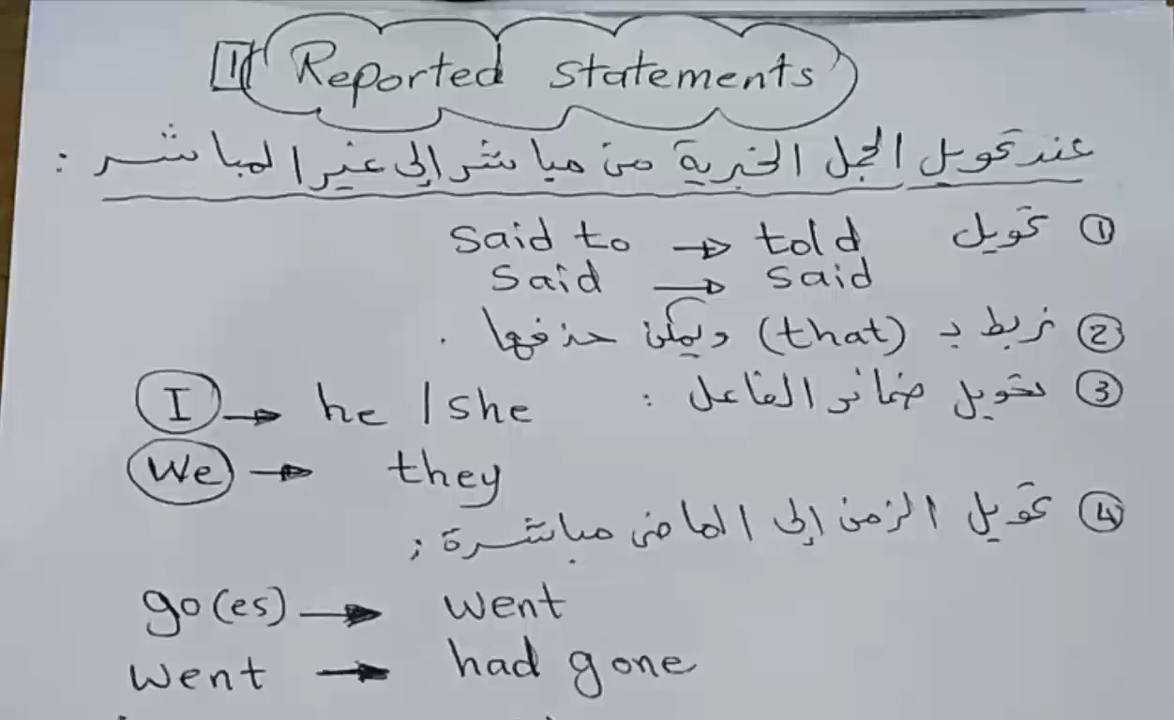 1 Reported statements
عند تحويل الجمل الخبرية من مباشر إلى غير المباشر :
① تحويل said to → told
said → said
② نربط بـ (that) ويمكن حذفها .
③ تحويل ضمائر الفاعل : I → he / she
We → they
④ تحويل الزمن إلى الماضي مباشرة :
go(es) → went
went → had gone